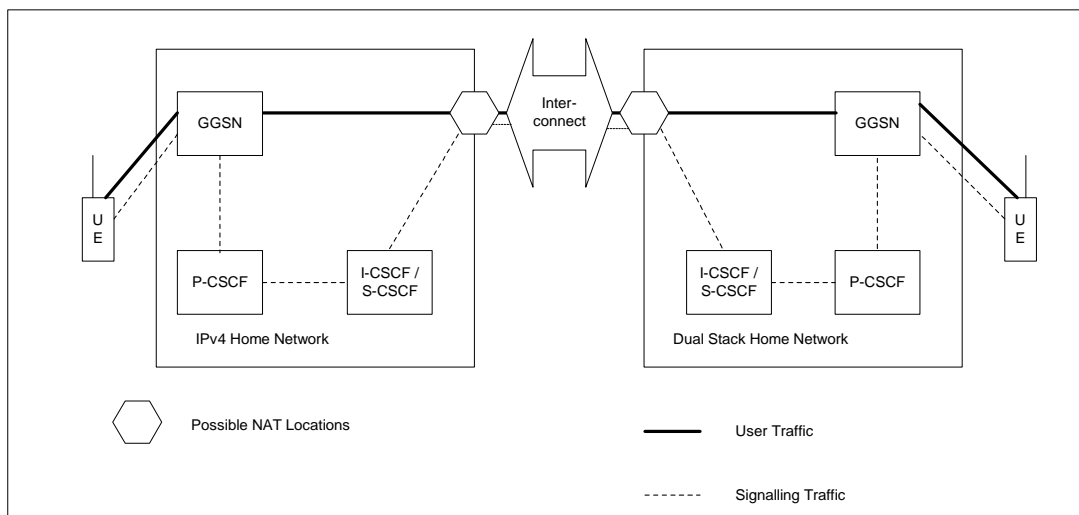 Inter-
connect
GGSN
GGSN
U
E
U
E
P-CSCF
I-CSCF /
S-CSCF
I-CSCF /
S-CSCF
P-CSCF
IPv4 Home Network
Dual Stack Home Network
Possible NAT Locations
User Traffic
Signalling Traffic